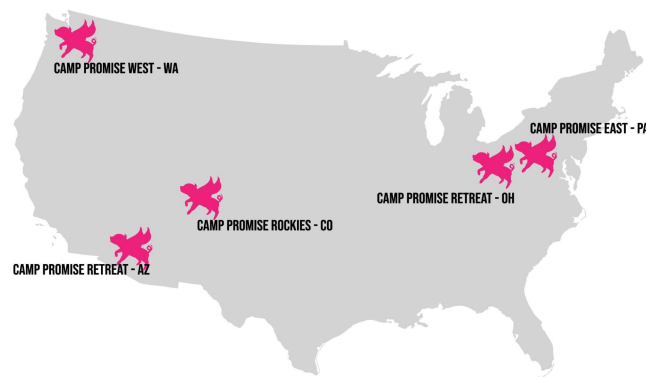 CAMP PROMISE WEST - WA
CAMP PROMISE EAST - PA
CAMP PROMISE RETREAT - OH
CAMP PROMISE ROCKIES - CO
CAMP PROMISE RETREAT - AZ